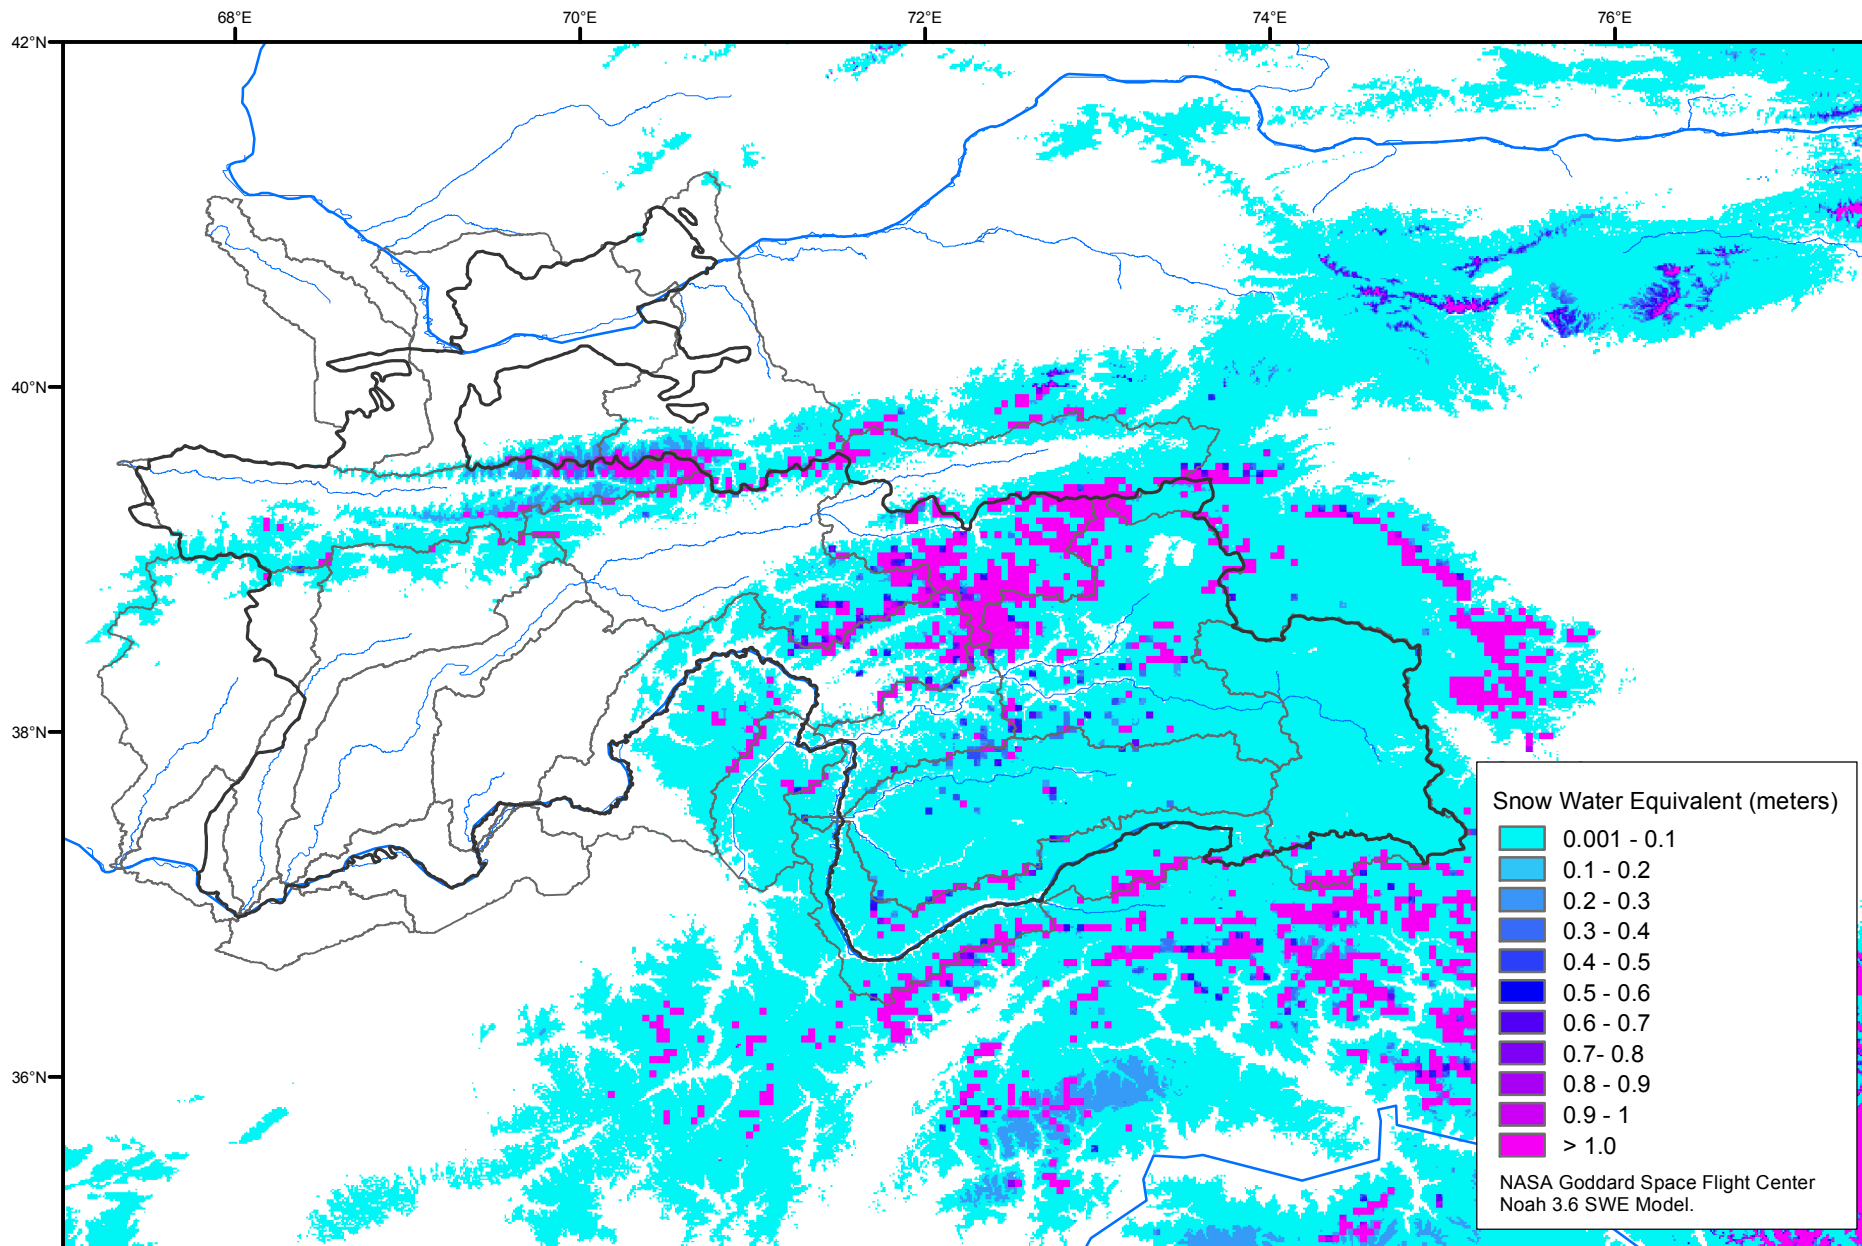 68°E 70°E 72°E 74°E 76°E
42°N
40°N
38°N
36°N
Snow Water Equivalent (meters)
0.001 - 0.1
0.1 - 0.2
0.2 - 0.3
0.3 - 0.4
0.4 - 0.5
0.5 - 0.6
0.6 - 0.7
0.7- 0.8
0.8 - 0.9
0.9 - 1
> 1.0
NASA Goddard Space Flight Center
Noah 3.6 SWE Model.